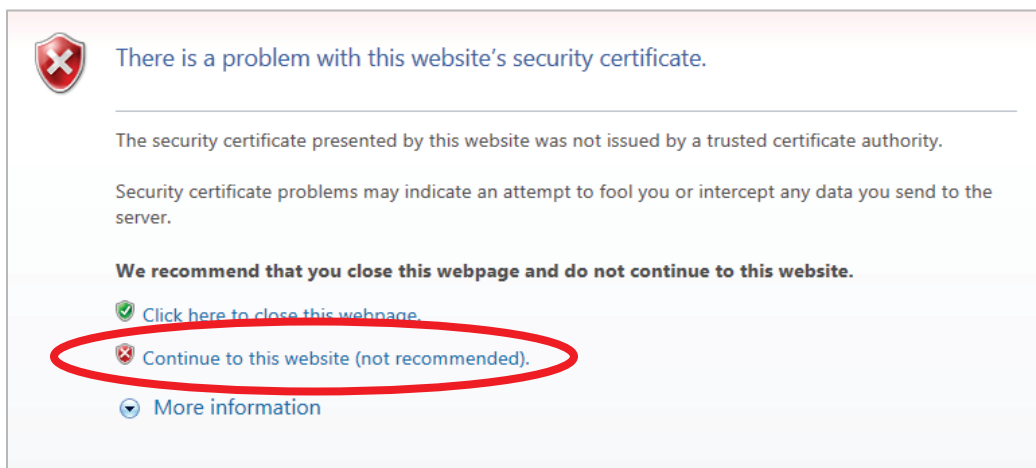 There is a problem with this website’s security certificate.
The security certificate presented by this website was not issued by a trusted certificate authority.
Security certificate problems may indicate an attempt to fool you or intercept any data you send to the
server.
We recommend that you close this webpage and do not continue to this website.
Click here to close this webpage.
Continue to this website (not recommended).
More information